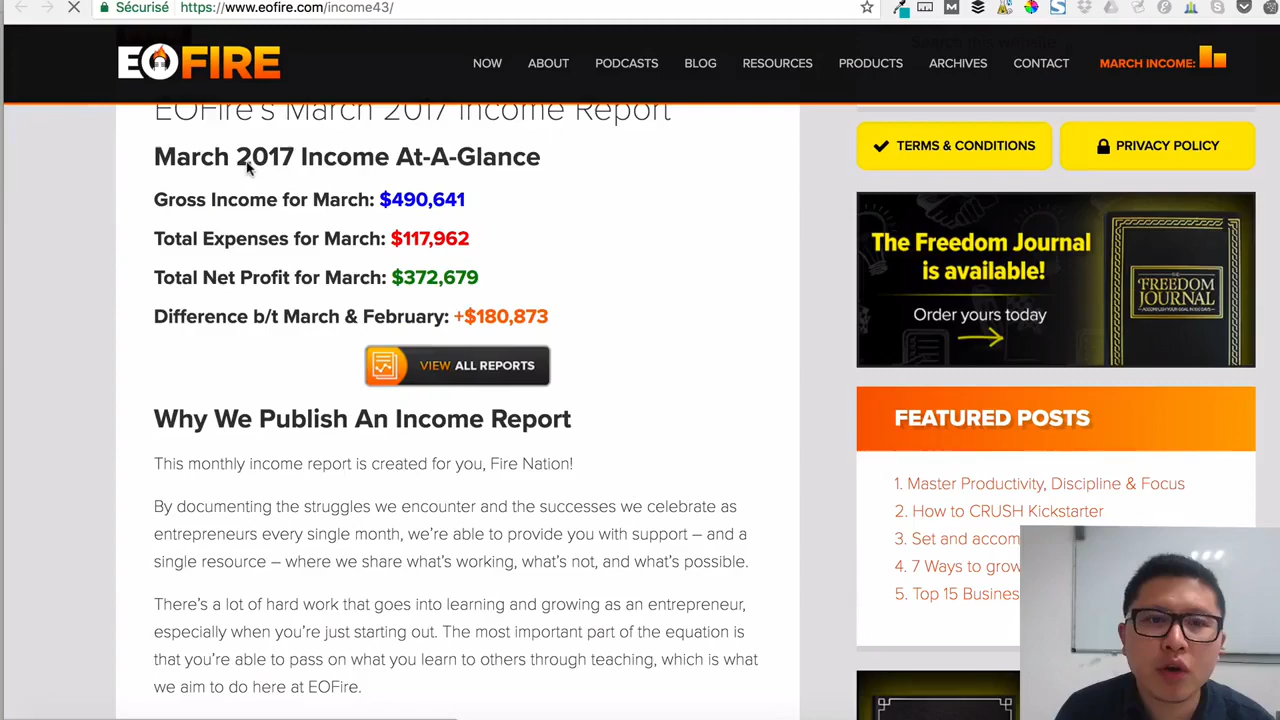 Sécurisé https://www.eofire.com/income43/
EOFIRE
NOW ABOUT PODCASTS BLOG RESOURCES PRODUCTS ARCHIVES CONTACT MARCH INCOME:
Search this website
EOFire's March 2017 Income Report
March 2017 Income At-A-Glance
Gross Income for March: $490,641
Total Expenses for March: $117,962
Total Net Profit for March: $372,679
Difference b/t March & February: +$180,873
VIEW ALL REPORTS
Why We Publish An Income Report
This monthly income report is created for you, Fire Nation!
By documenting the struggles we encounter and the successes we celebrate as
entrepreneurs every single month, we're able to provide you with support – and a
single resource – where we share what's working, what's not, and what's possible.
There's a lot of hard work that goes into learning and growing as an entrepreneur,
especially when you're just starting out. The most important part of the equation is
that you're able to pass on what you learn to others through teaching, which is what
we aim to do here at EOFire.
TERMS & CONDITIONS
PRIVACY POLICY
The Freedom Journal
is available!
Order yours today
THE
FREEDOM
JOURNAL
FEATURED POSTS
1. Master Productivity, Discipline & Focus
2. How to CRUSH Kickstarter
3. Set and accom
4. 7 Ways to grow
5. Top 15 Busines